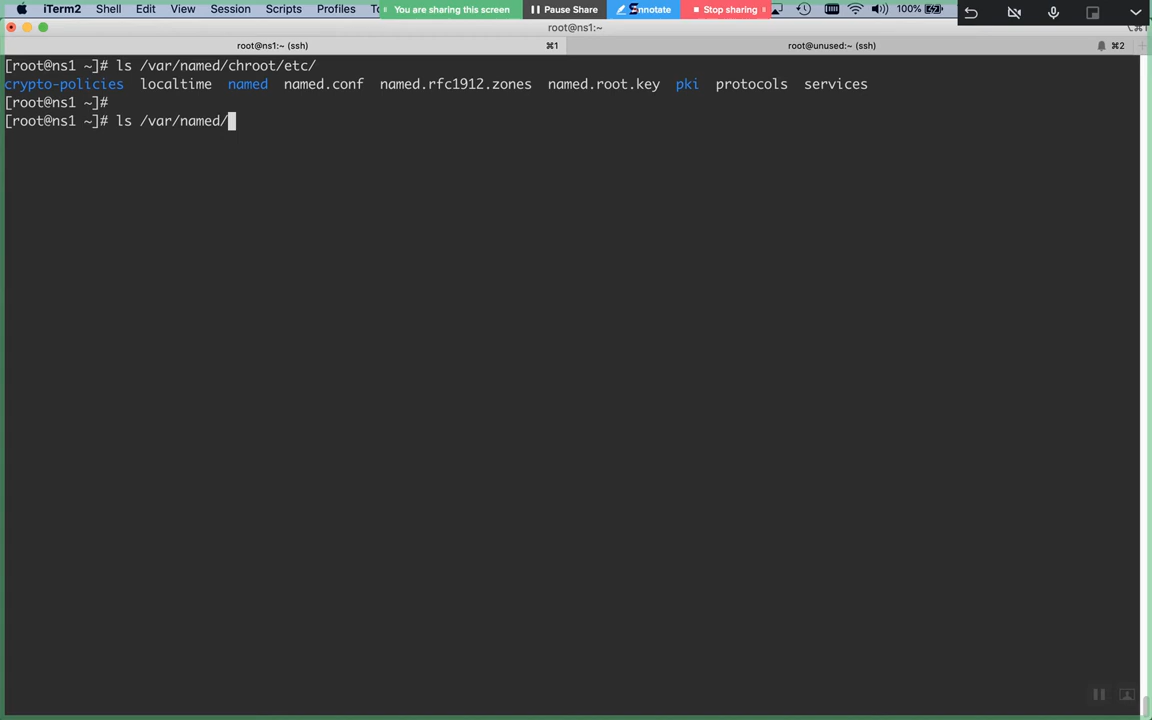 iTerm2 Shell Edit View Session Scripts Profiles You are sharing this screen Pause Share Annotate Stop sharing 100%
root@ns1:~ (ssh)
root@ns1:~ (ssh) ⌘1 root@unused:~ (ssh) ⌘2
[root@ns1 ~]# ls /var/named/chroot/etc/
crypto-policies localtime named named.conf named.rfc1912.zones named.root.key pki protocols services
[root@ns1 ~]#
[root@ns1 ~]# ls /var/named/